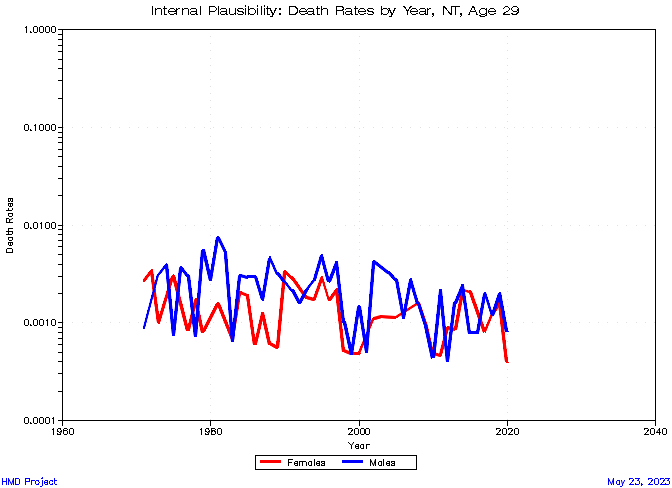 Internal Plausibility: Death Rates by Year, NT, Age 29
1.0000
0.1000
0.0100
0.0010
0.0001
Death Rates
1960 1980 2000 2020 2040
Year
Females Males
HMD Project May 23, 2023